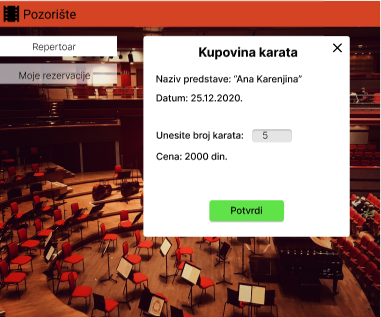 Pozorište
Repertoar
Moje rezervacije
Kupovina karata
Naziv predstave: “Ana Karenjina”
Datum: 25.12.2020.
Unesite broj karata: 5
Cena: 2000 din.
Potvrdi